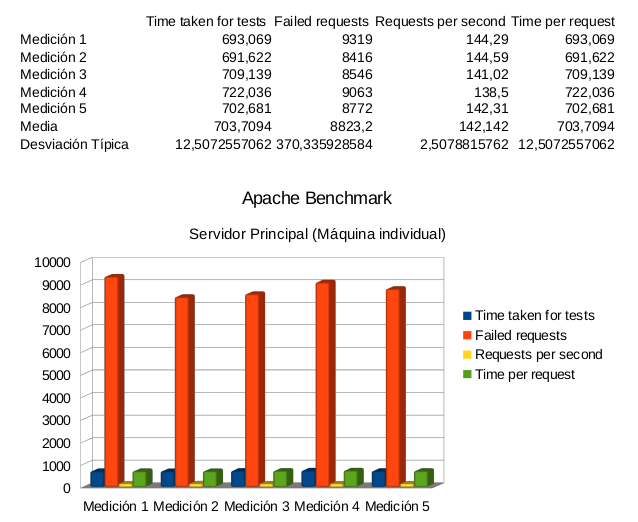 Time taken for tests Failed requests Requests per second Time per request
Medición 1 693,069 9319 144,29 693,069
Medición 2 691,622 8416 144,59 691,622
Medición 3 709,139 8546 141,02 709,139
Medición 4 722,036 9063 138,5 722,036
Medición 5 702,681 8772 142,31 702,681
Media 703,7094 8823,2 142,142 703,7094
Desviación Típica 12,5072557062 370,335928584 2,5078815762 12,5072557062
Apache Benchmark
Servidor Principal (Máquina individual)
10000
9000
8000
7000
6000
5000
4000
3000
2000
1000
0
Time taken for tests
Failed requests
Requests per second
Time per request
Medición 1 Medición 2 Medición 3 Medición 4 Medición 5